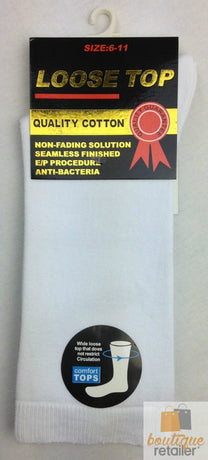 SIZE:6-11
LOOSE TOP
QUALITY COTTON
NON-FADING SOLUTION
SEAMLESS FINISHED
E/P PROCEDURE
ANTI-BACTERIA
Wide loose
top that does
not restrict
Circulation
comfort
TOPS
boutique
retailer